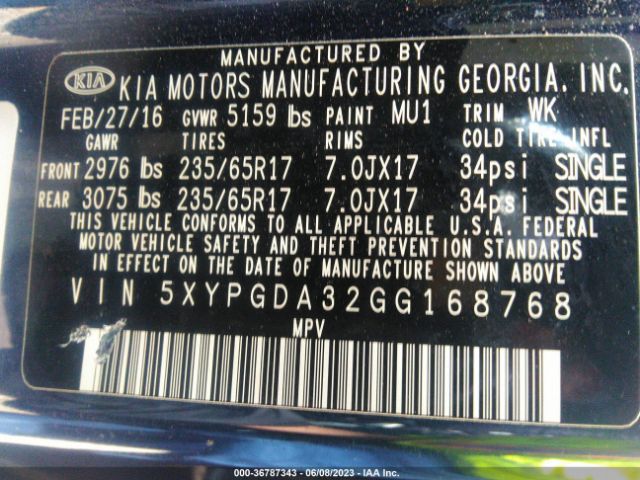 MANUFACTURED BY
KIA KIA MOTORS MANUFACTURING GEORGIA, INC.
FEB/27/16 GVWR 5159 lbs PAINT MU1 TRIM WK
GAWR TIRES RIMS COLD TIRE INFL
FRONT 2976 lbs 235/65R17 7.0JX17 34psi SINGLE
REAR 3075 lbs 235/65R17 7.0JX17 34psi SINGLE
THIS VEHICLE CONFORMS TO ALL APPLICABLE U.S.A. FEDERAL
MOTOR VEHICLE SAFETY AND THEFT PREVENTION STANDARDS
IN EFFECT ON THE DATE OF MANUFACTURE SHOWN ABOVE
VIN 5XYPGDA32GG168768
MPV
000-36787343 - 06/08/2023 - IAA Inc.